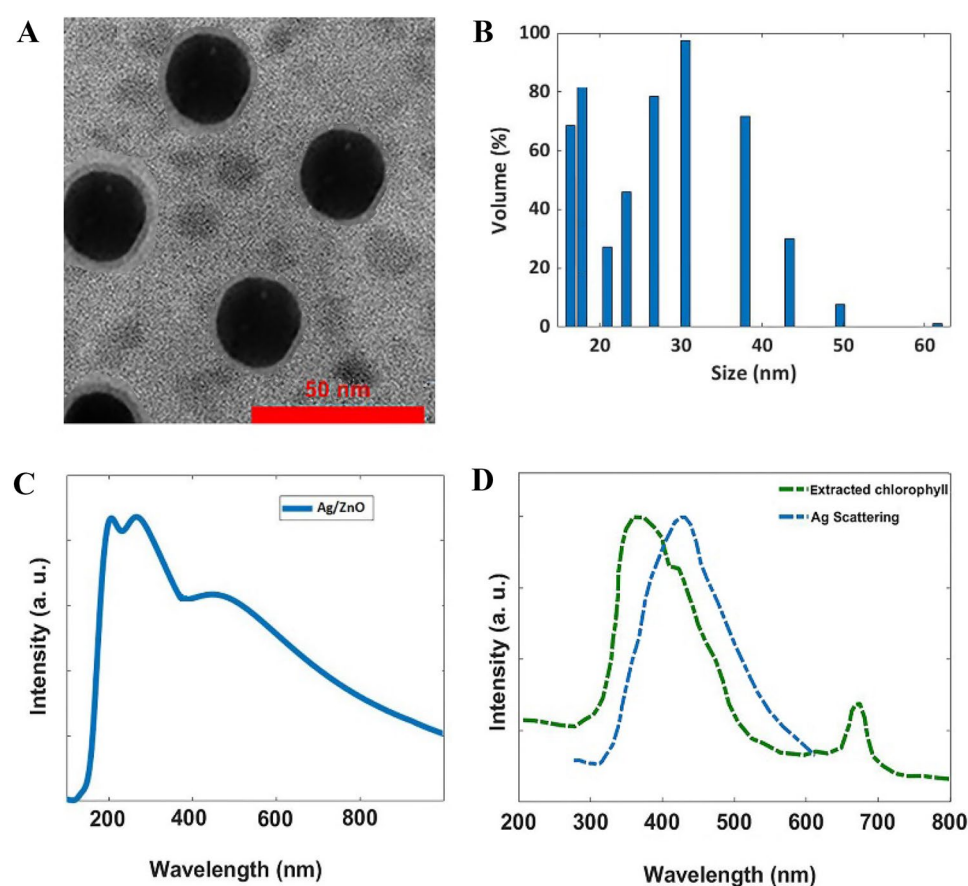 A
50 nm
B
100
80
60
40
20
0
Volume (%)
20 30 40 50 60
Size (nm)
C
Ag/ZnO
Intensity (a. u.)
200 400 600 800
Wavelength (nm)
D
Extracted chlorophyll
Ag Scattering
Intensity (a. u.)
200 300 400 500 600 700 800
Wavelength (nm)